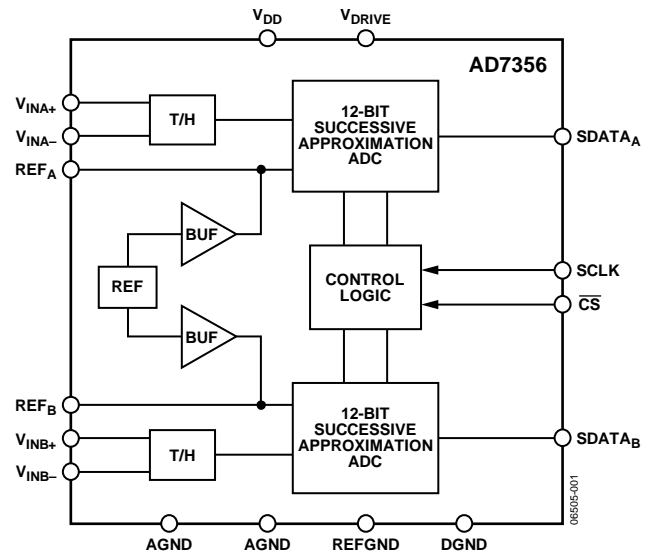 VDD
VDRIVE
AD7356
VINA+
VINA–
REFA
T/H
12-BIT
SUCCESSIVE
APPROXIMATION
ADC
SDATAA
BUF
REF
BUF
CONTROL
LOGIC
SCLK
CS
REFB
VINB+
VINB–
T/H
12-BIT
SUCCESSIVE
APPROXIMATION
ADC
SDATAB
06505-001
AGND
AGND
REFGND
DGND